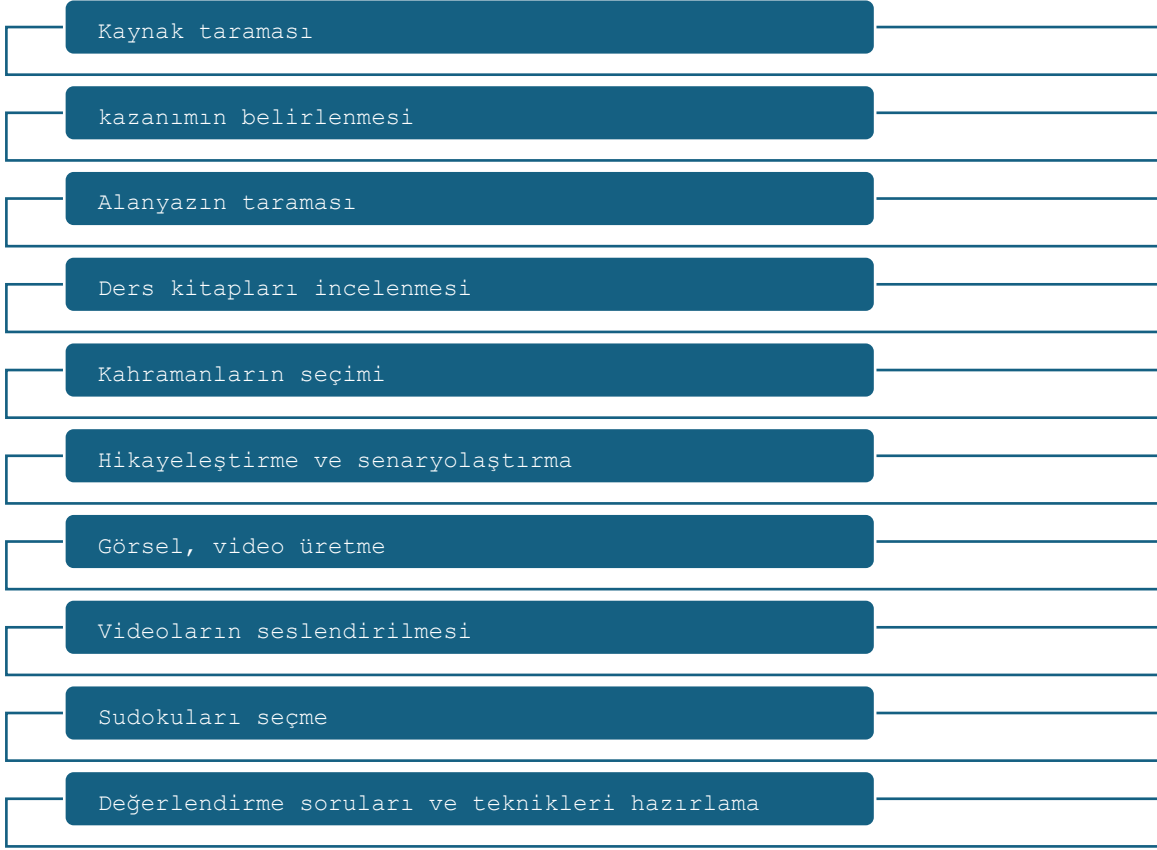 Kaynak taraması
kazanımın belirlenmesi
Alanyazın taraması
Ders kitapları incelenmesi
Kahramanların seçimi
Hikayeleştirme ve senaryolaştırma
Görsel, video üretme
Videoların seslendirilmesi
Sudokuları seçme
Değerlendirme soruları ve teknikleri hazırlama